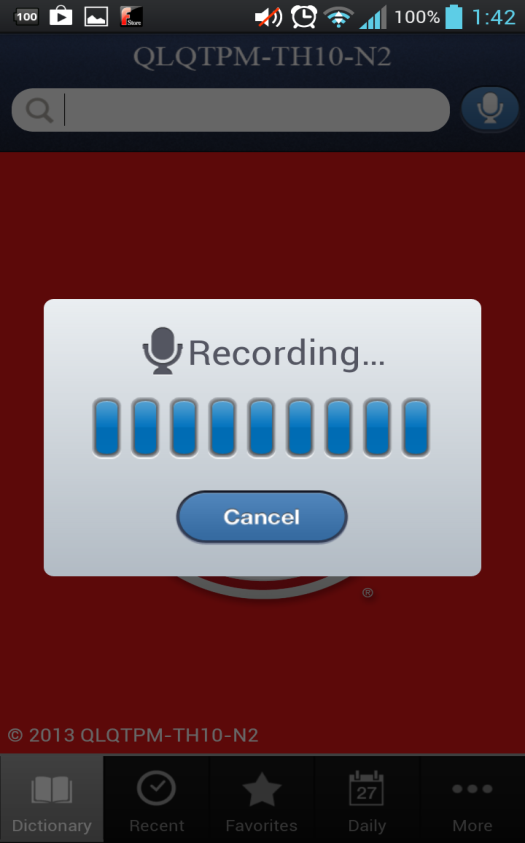 100 Store 100% 1:42
QLQTPM-TH10-N2
Recording...
Cancel
®
© 2013 QLQTPM-TH10-N2
27
Dictionary Recent Favorites Daily More